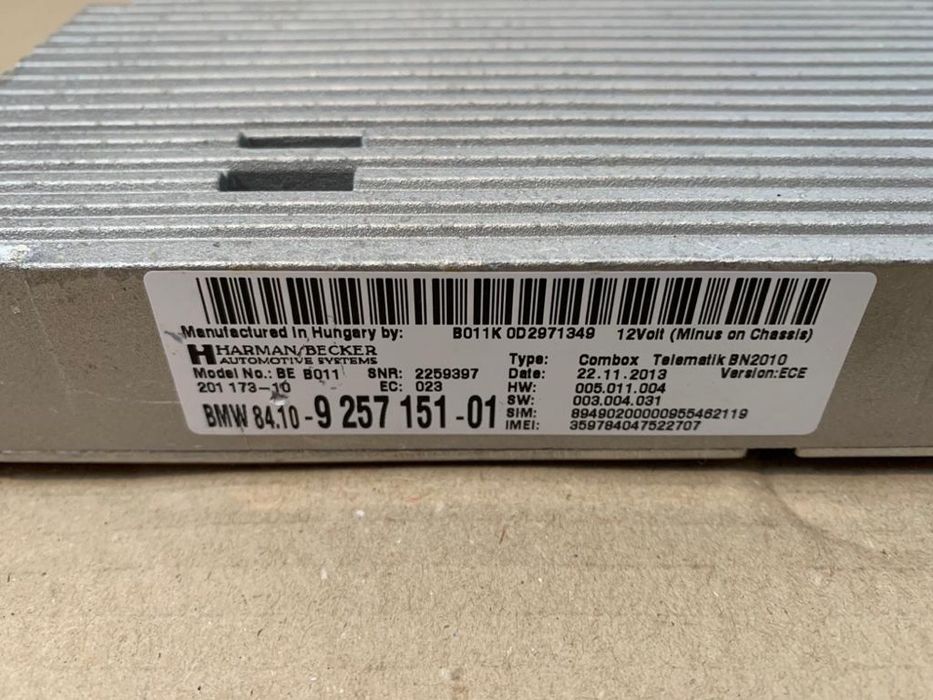 Manufactured in Hungary by: B011K 0D2971349 12Volt (Minus on Chassis)
HARMAN/BECKER
AUTOMOTIVE SYSTEMS
Model No.: BE B011 SNR: 2259397
201 173-10 EC: 023
BMW 84.10-9 257 151-01
Type: Combox Telematik BN2010
Date: 22.11.2013 Version:ECE
HW: 005.011.004
SW: 003.004.031
SIM: 89490200000955462119
IMEI: 359784047522707